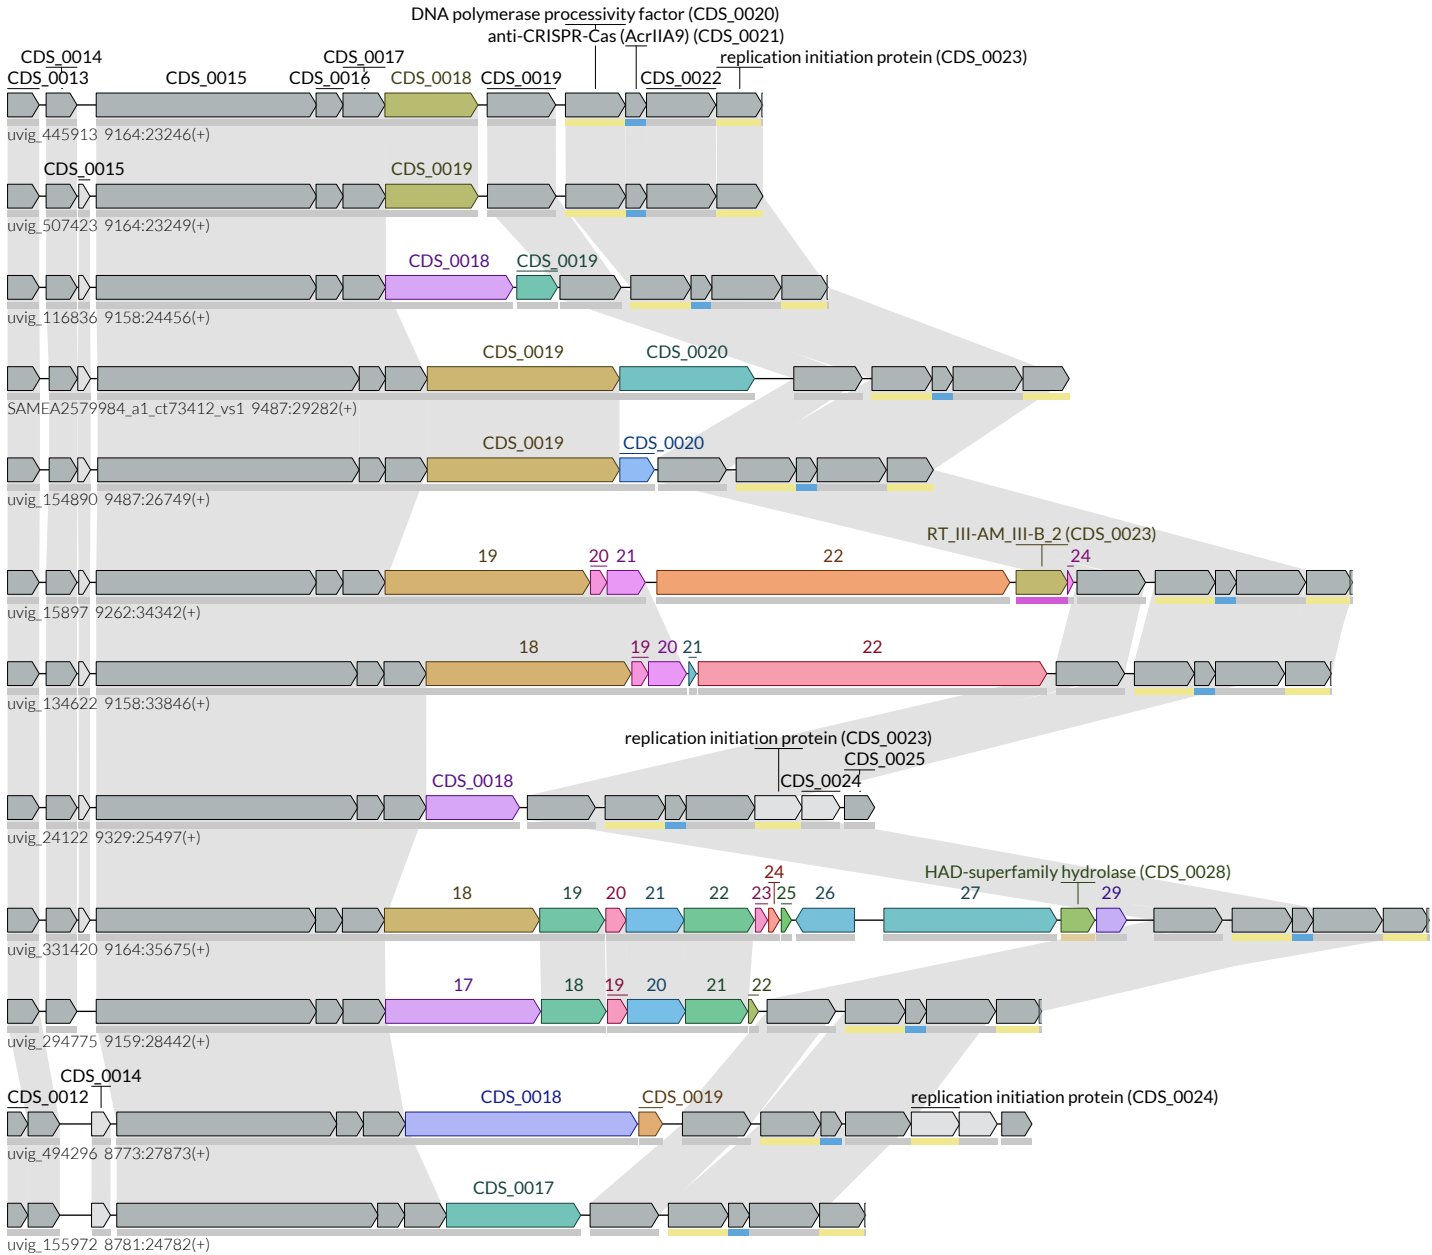 DNA polymerase processivity factor (CDS_0020)
anti-CRISPR-Cas (AcrIIA9) (CDS_0021)
CDS_0014 CDS_0017 replication initiation protein (CDS_0023)
CDS_0013 CDS_0015 CDS_0016 CDS_0018 CDS_0019 CDS_0022
uvig_445913 9164:23246(+)
CDS_0015 CDS_0019
uvig_507423 9164:23249(+)
CDS_0018 CDS_0019
uvig_116836 9158:24456(+)
CDS_0019 CDS_0020
SAMEA2579984_a1_ct73412_vs1 9487:29282(+)
CDS_0019 CDS_0020
uvig_154890 9487:26749(+)
RT_III-AM_III-B_2 (CDS_0023)
19 20 21 22 24
uvig_15897 9262:34342(+)
18 19 20 21 22
uvig_134622 9158:33846(+)
replication initiation protein (CDS_0023)
CDS_0025
CDS_0018 CDS_0024
uvig_24122 9329:25497(+)
24 HAD-superfamily hydrolase (CDS_0028)
18 19 20 21 22 23 25 26 27 29
uvig_331420 9164:35675(+)
17 18 19 20 21 22
uvig_294775 9159:28442(+)
CDS_0014
CDS_0012 CDS_0018 CDS_0019 replication initiation protein (CDS_0024)
uvig_494296 8773:27873(+)
CDS_0017
uvig_155972 8781:24782(+)